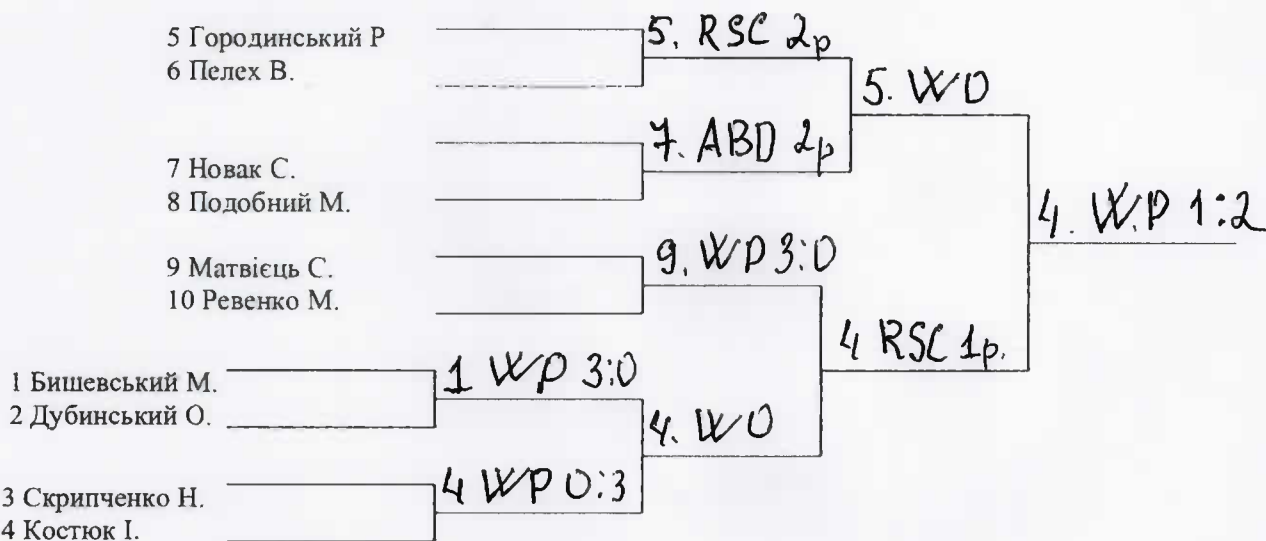 5 Городинський Р
6 Пелех В.
5. RSC 2р
5. WO
7 Новак С.
8 Подобний М.
7. ABD 2р
4. W.P 1:2
9 Матвієць С.
10 Ревенко М.
9. WP 3:0
4 RSC 1р.
1 Бишевський М.
2 Дубинський О.
1 WP 3:0
4. WO
3 Скрипченко Н.
4 Костюк І.
4 WP 0:3